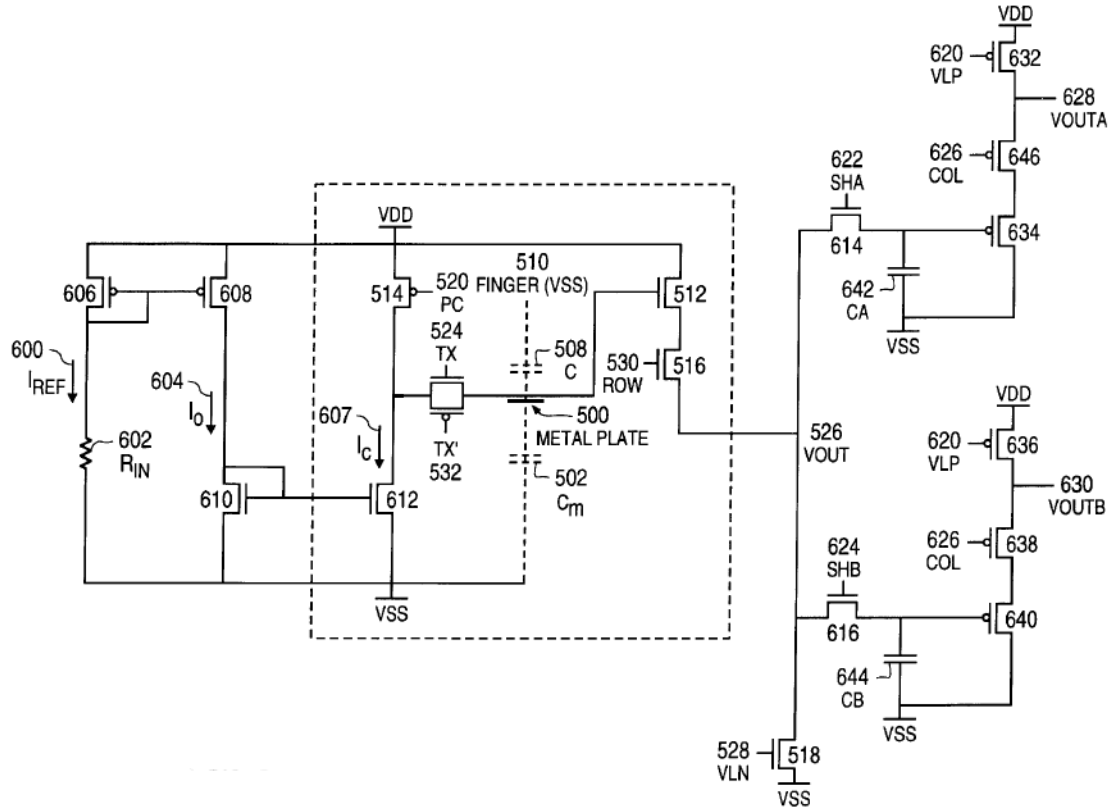 VDD
620
VLP
632
628
VOUTA
626
COL
646
622
SHA
614
634
642
CA
VSS
VDD
510
FINGER (VSS)
606
608
514
520
PC
512
524
TX
508
C
530
ROW
516
600
IREF
604
IO
607
IC
500
METAL PLATE
TX'
532
602
RIN
502
Cm
610
612
VSS
526
VOUT
VDD
620
VLP
636
630
VOUTB
626
COL
638
624
SHB
616
640
644
CB
VSS
528
VLN
518
VSS